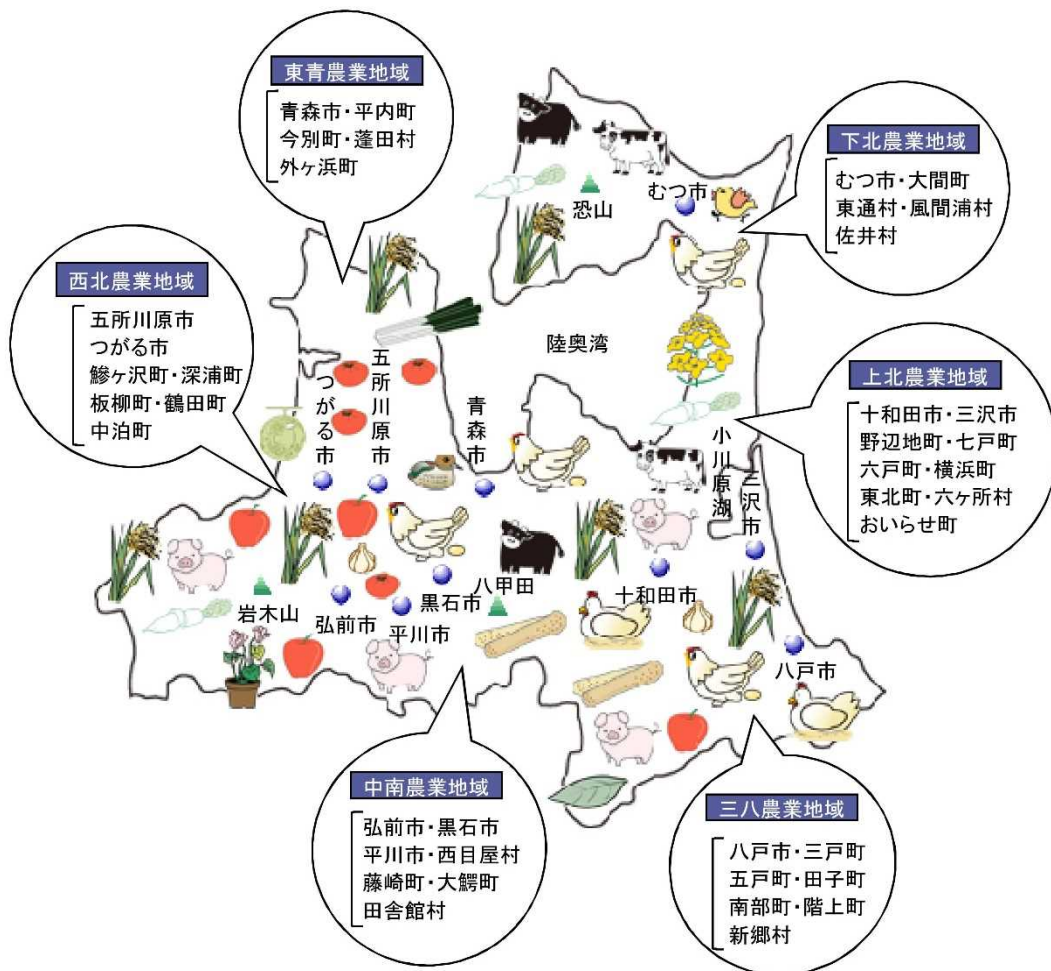 東青農業地域
青森市・平内町
今別町・蓬田村
外ヶ浜町
下北農業地域
むつ市・大間町
東通村・風間浦村
佐井村
西北農業地域
五所川原市
つがる市
鰺ヶ沢町・深浦町
板柳町・鶴田町
中泊町
上北農業地域
十和田市・三沢市
野辺地町・七戸町
六戸町・横浜町
東北町・六ヶ所村
おいらせ町
恐山
むつ市
陸奥湾
つがる市
五所川原市
青森市
小川原湖
三沢市
岩木山
弘前市
平川市
黒石市
八甲田
十和田市
八戸市
中南農業地域
弘前市・黒石市
平川市・西目屋村
藤崎町・大鰐町
田舎館村
三八農業地域
八戸市・三戸町
五戸町・田子町
南部町・階上町
新郷村